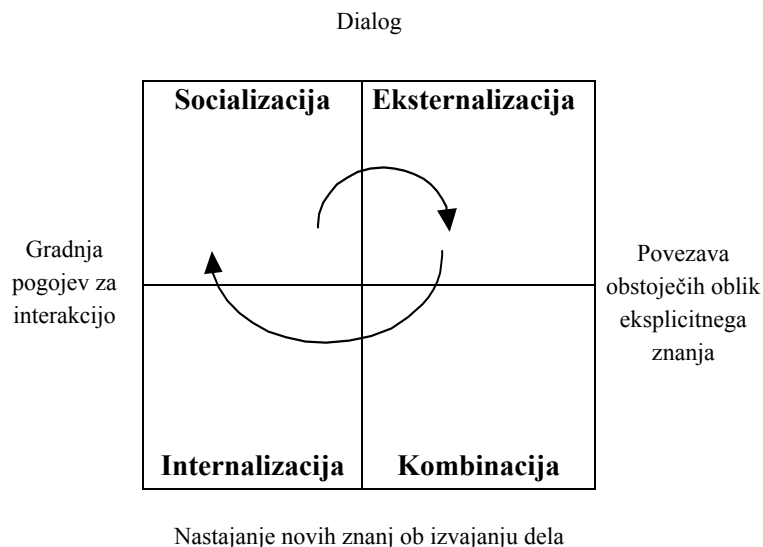 Dialog
Socializacija
Eksternalizacija
Gradnja
pogojev za
interakcijo
Povezava
obstoječih oblik
eksplicitnega
znanja
Internalizacija
Kombinacija
Nastajanje novih znanj ob izvajanju dela